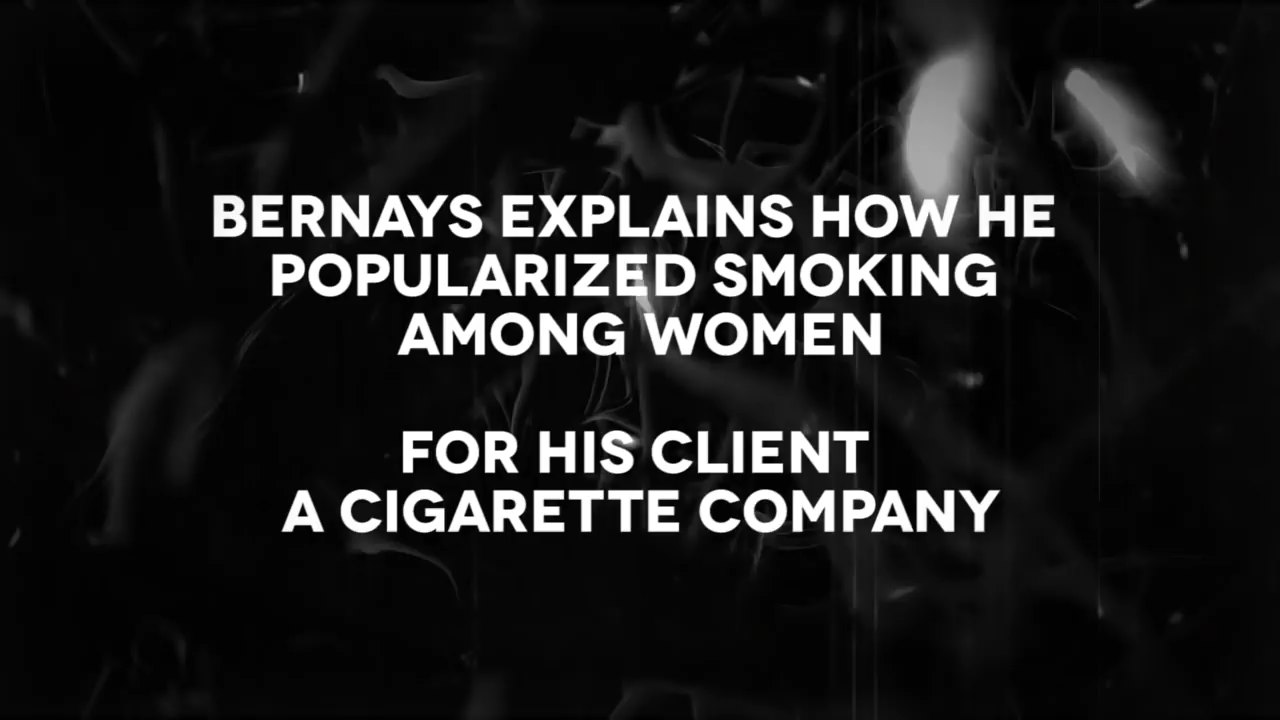 BERNAYS EXPLAINS HOW HE
POPULARIZED SMOKING
AMONG WOMEN
FOR HIS CLIENT
A CIGARETTE COMPANY